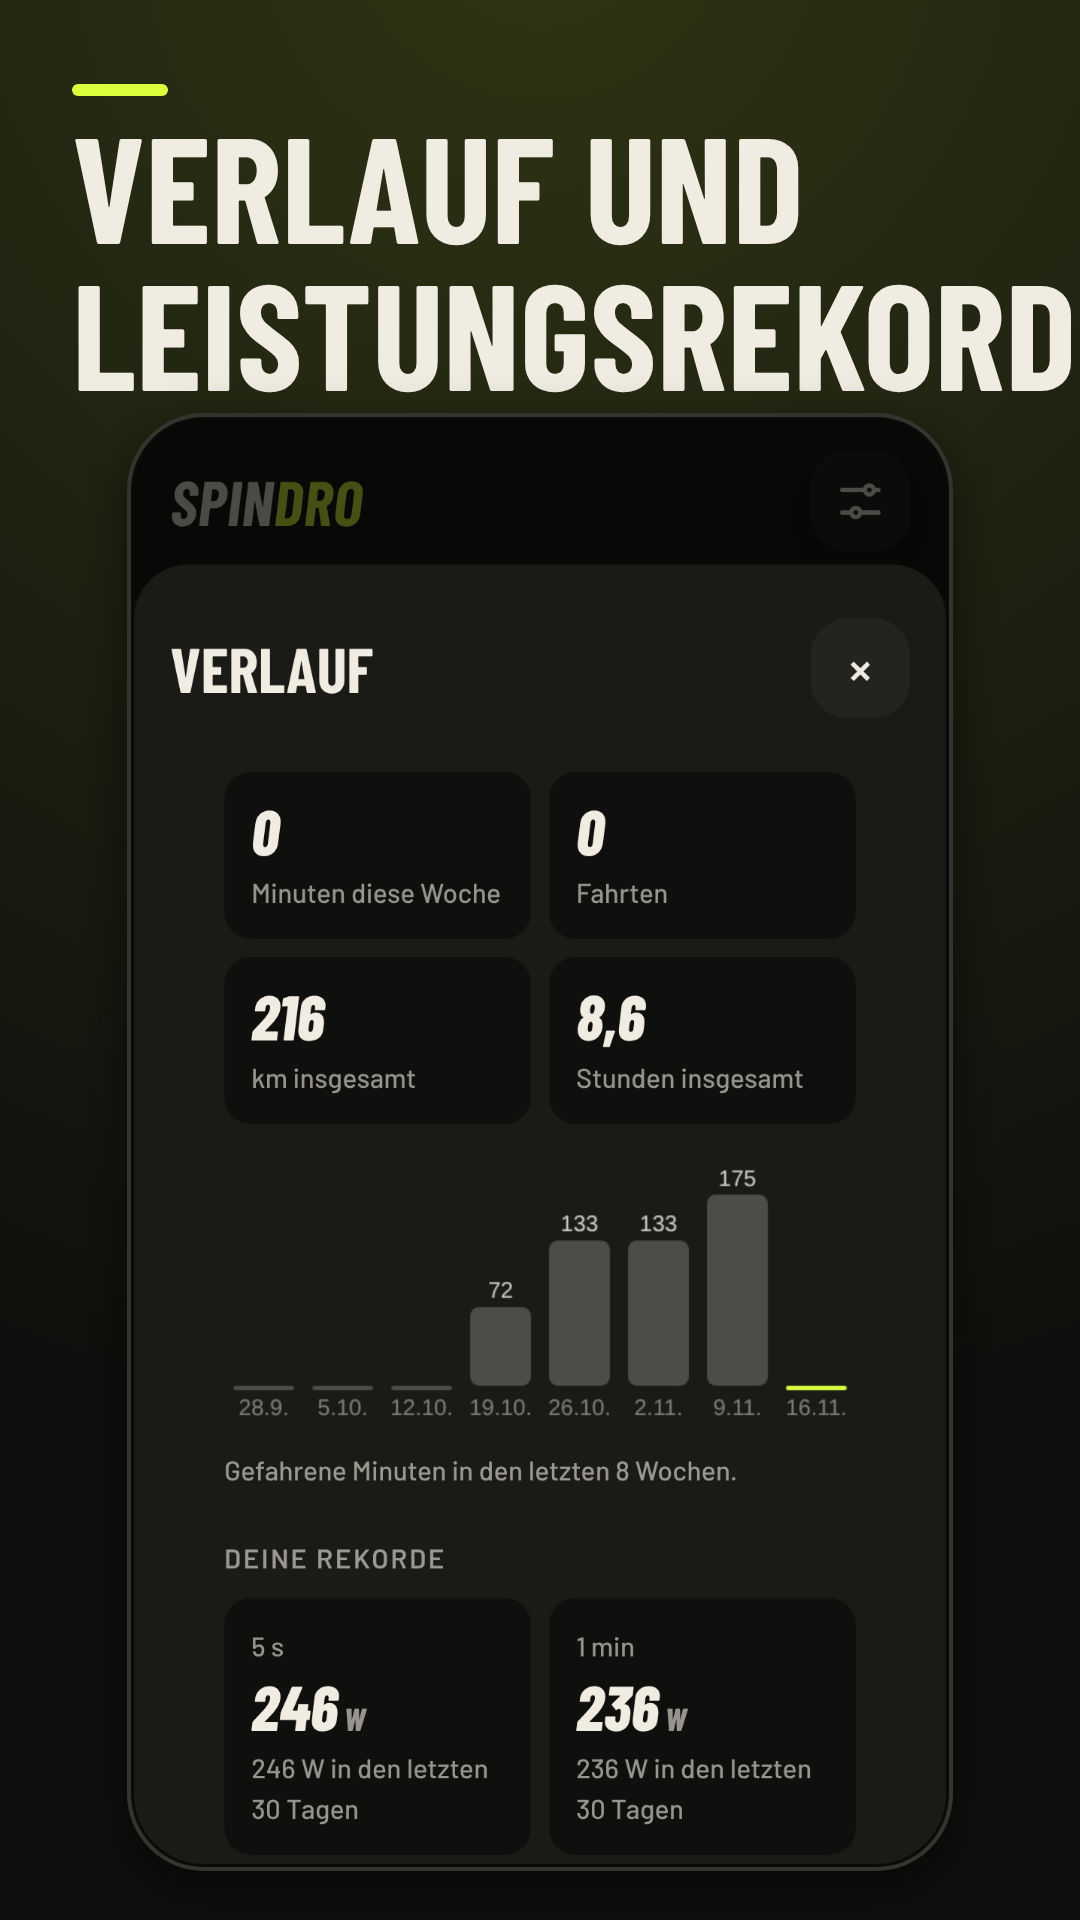 VERLAUF UND
LEISTUNGSREKORD
SPINDRO
VERLAUF
×
0
Minuten diese Woche
0
Fahrten
216
km insgesamt
8,6
Stunden insgesamt
72 133 133 175
28.9. 5.10. 12.10. 19.10. 26.10. 2.11. 9.11. 16.11.
Gefahrene Minuten in den letzten 8 Wochen.
DEINE REKORDE
5 s
246 W
246 W in den letzten
30 Tagen
1 min
236 W
236 W in den letzten
30 Tagen